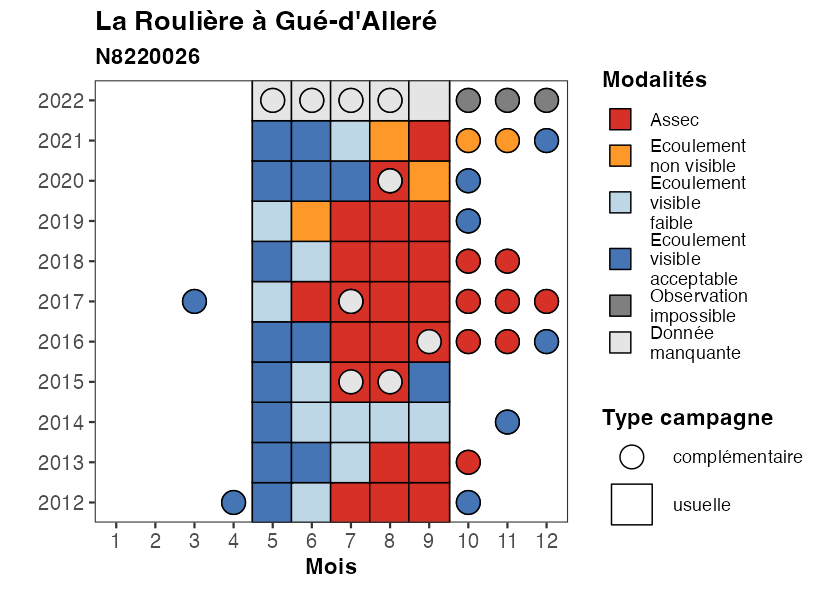 La Roulière à Gué-d'Alleré
N8220026
2022
2021
2020
2019
2018
2017
2016
2015
2014
2013
2012
1 2 3 4 5 6 7 8 9 10 11 12
Mois
Modalités
Assec
Ecoulement
non visible
Ecoulement
visible
faible
Ecoulement
visible
acceptable
Observation
impossible
Donnée
manquante
Type campagne
complémentaire
usuelle